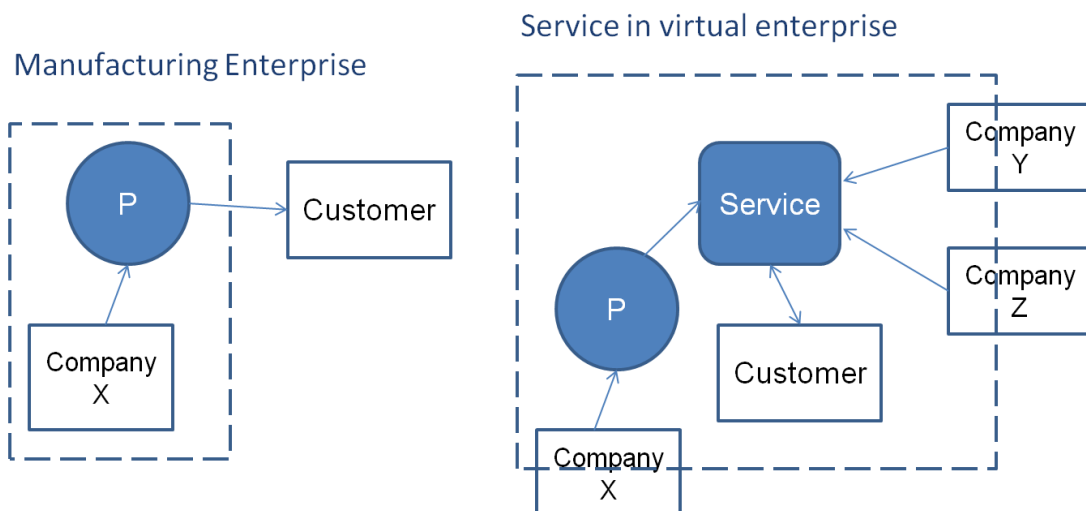 Manufacturing Enterprise
P
Customer
Company
X
Service in virtual enterprise
Company
Y
Service
Company
Z
P
Customer
Company
X